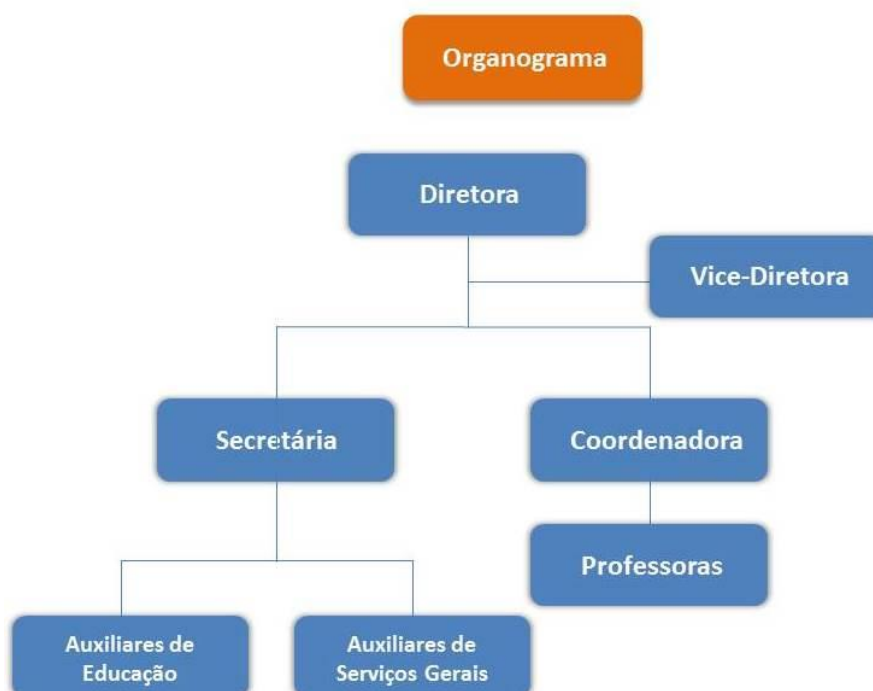 Organograma
Diretora
Vice-Diretora
Secretária
Coordenadora
Professoras
Auxiliares de
Educação
Auxiliares de
Serviços Gerais